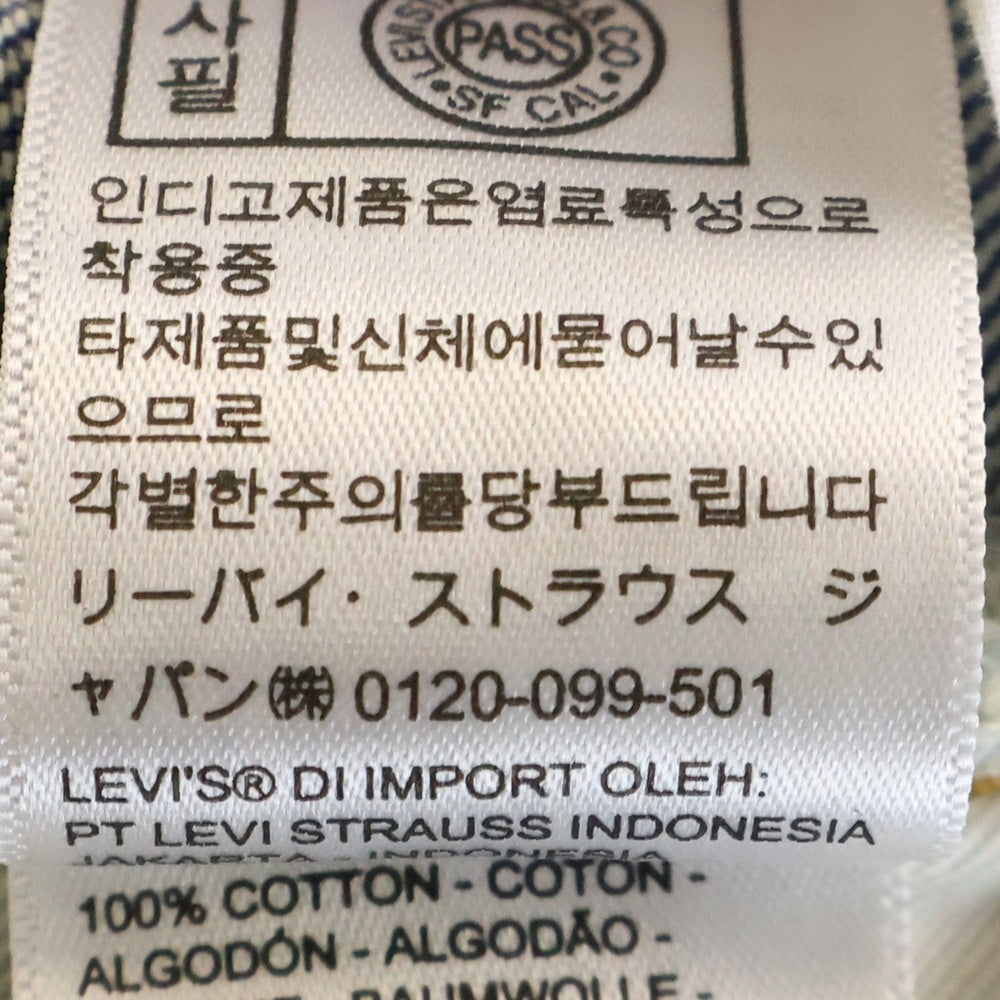 사
필
PASS
SF CAL
인디고제품은염료특성으로
착용중
타제품및신체에묻어날수있
으므로
각별한주의를당부드립니다
リーバイ・ストラウス ジ
ャパン㈱0120-099-501
LEVI'S® DI IMPORT OLEH:
PT LEVI STRAUSS INDONESIA
JAKARTA - INDONESIA
100% COTTON - COTON -
ALGODÓN - ALGODÃO -
BAUMWOLLE -